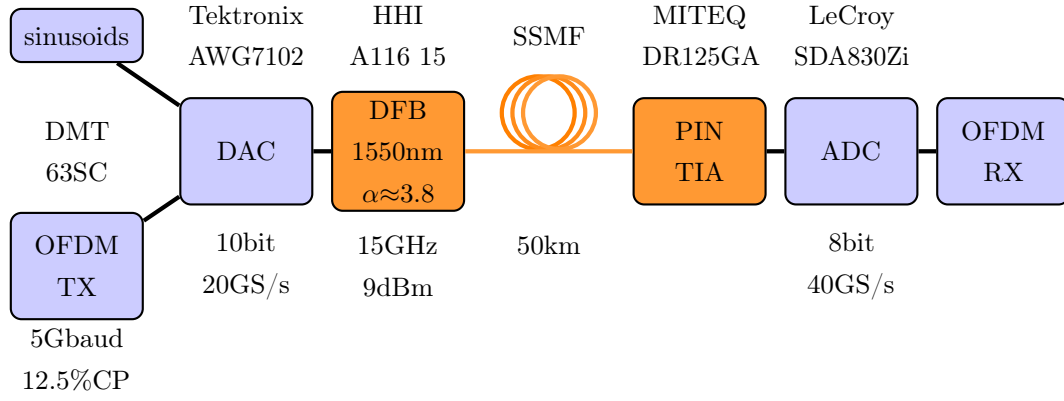 sinusoids
DMT
63SC
OFDM
TX
5Gbaud
12.5%CP
Tektronix
AWG7102
DAC
10bit
20GS/s
HHI
A116 15
DFB
1550nm
α≈3.8
15GHz
9dBm
SSMF
50km
MITEQ
DR125GA
PIN
TIA
LeCroy
SDA830Zi
ADC
8bit
40GS/s
OFDM
RX